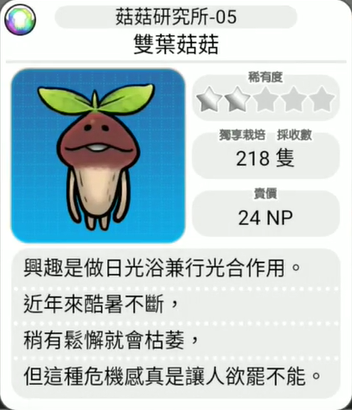 菇菇研究所-05
雙葉菇菇
稀有度
獨享栽培 採收數
218 隻
賣價
24 NP
興趣是做日光浴兼行光合作用。
近年來酷暑不斷，
稍有鬆懈就會枯萎，
但這種危機感真是讓人欲罷不能。